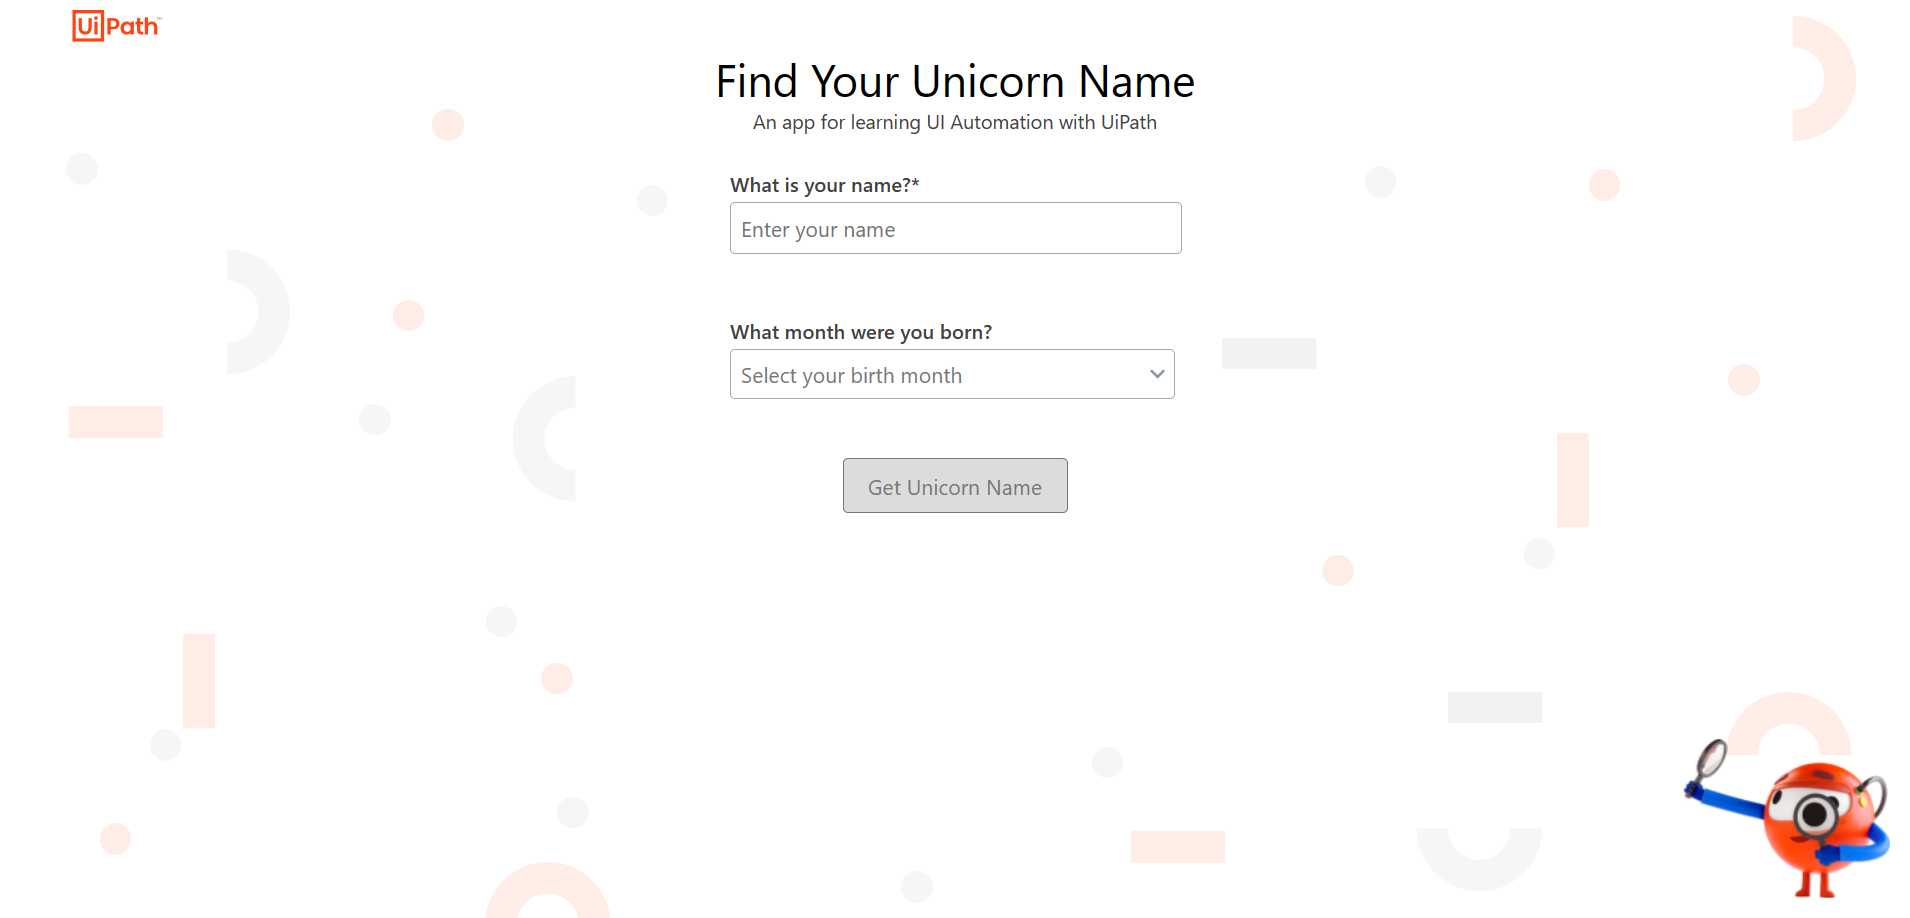 UiPath™
Find Your Unicorn Name
An app for learning UI Automation with UiPath
What is your name?*
Enter your name
What month were you born?
Select your birth month
Get Unicorn Name